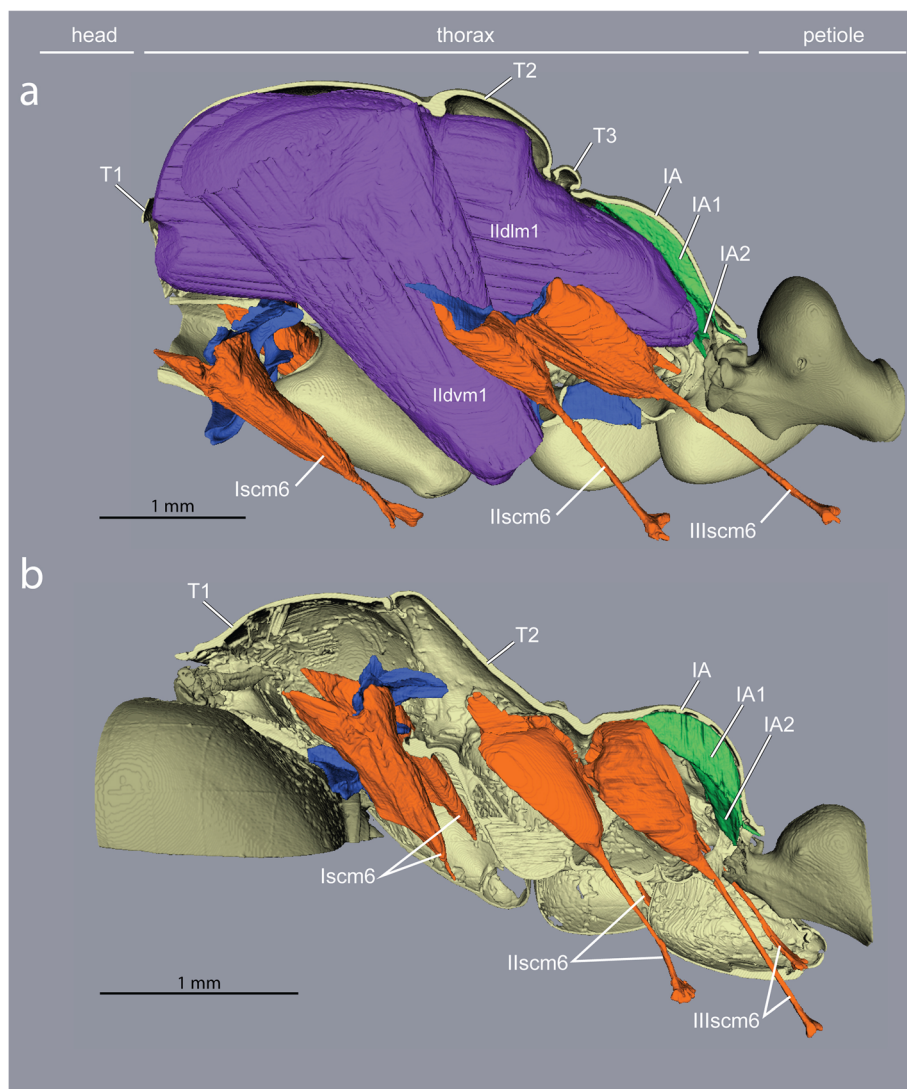 head thorax petiole
a
T2
T3
T1
IA
IA1
IA2
IIdlm1
IIdvm1
Iscm6
IIscm6
IIIscm6
1 mm
b
T1
T2
IA
IA1
IA2
Iscm6
IIscm6
IIIscm6
1 mm